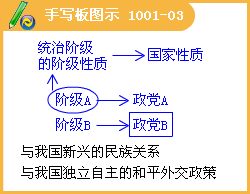 手写板图示 1001-03
统治阶级
的阶级性质
国家性质
阶级A
政党A
阶级B
政党B
与我国新兴的民族关系
与我国独立自主的和平外交政策